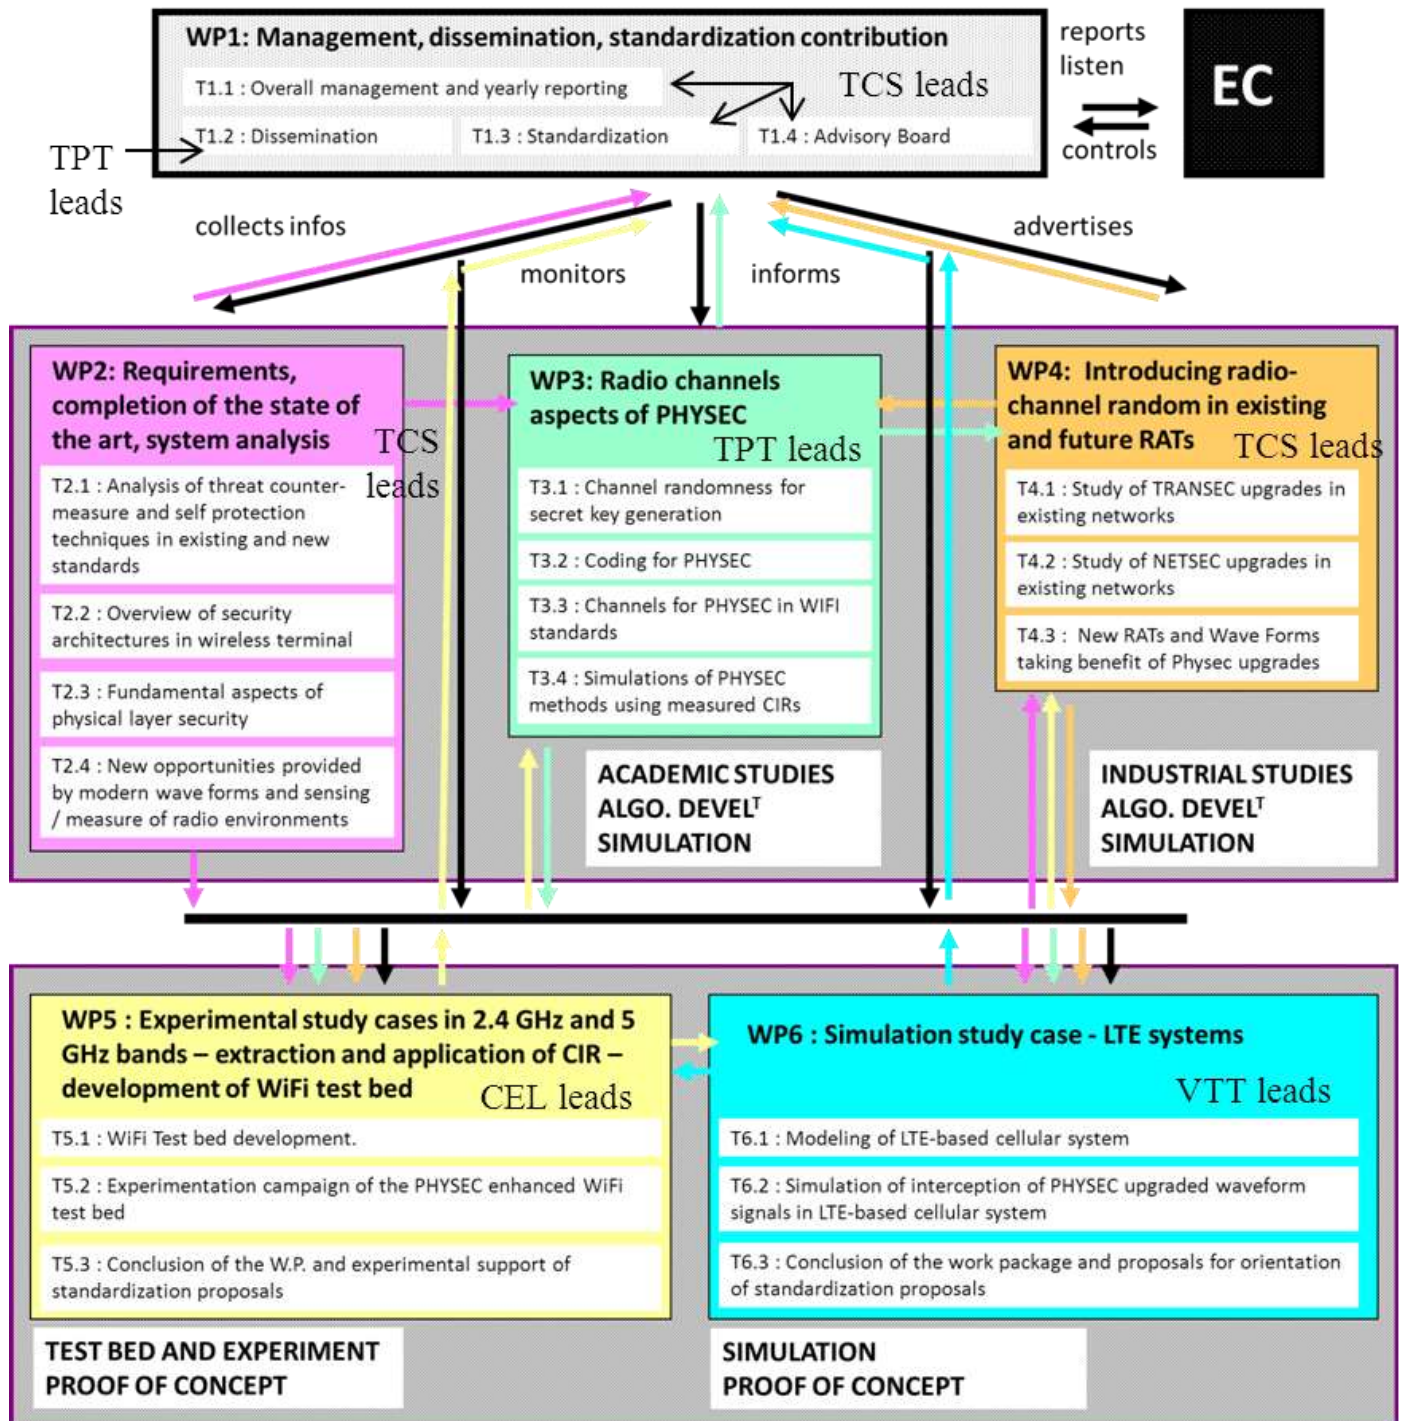 WP1: Management, dissemination, standardization contribution
T1.1 : Overall management and yearly reporting
TCS leads
T1.2 : Dissemination
T1.3 : Standardization
T1.4 : Advisory Board
TPT
leads
reports
listen
controls
EC
collects infos
monitors
informs
advertises
WP2: Requirements,
completion of the state of
the art, system analysis
TCS
leads
T2.1 : Analysis of threat counter-
measure and self protection
techniques in existing and new
standards
T2.2 : Overview of security
architectures in wireless terminal
T2.3 : Fundamental aspects of
physical layer security
T2.4 : New opportunities provided
by modern wave forms and sensing
/ measure of radio environments
WP3: Radio channels
aspects of PHYSEC
TPT leads
T3.1 : Channel randomness for
secret key generation
T3.2 : Coding for PHYSEC
T3.3 : Channels for PHYSEC in WIFI
standards
T3.4 : Simulations of PHYSEC
methods using measured CIRs
ACADEMIC STUDIES
ALGO. DEVELᵀ
SIMULATION
WP4:  Introducing radio-
channel random in existing
and future RATs
TCS leads
T4.1 : Study of TRANSEC upgrades in
existing networks
T4.2 : Study of NETSEC upgrades in
existing networks
T4.3 :  New RATs and Wave Forms
taking benefit of Physec upgrades
INDUSTRIAL STUDIES
ALGO. DEVELᵀ
SIMULATION
WP5 : Experimental study cases in 2.4 GHz and 5
GHz bands – extraction and application of CIR –
development of WiFi test bed
CEL leads
T5.1 : WiFi Test bed development.
T5.2 : Experimentation campaign of the PHYSEC enhanced WiFi
test bed
T5.3 : Conclusion of the W.P. and experimental support of
standardization proposals
TEST BED AND EXPERIMENT
PROOF OF CONCEPT
WP6 : Simulation study case - LTE systems
VTT leads
T6.1 : Modeling of LTE-based cellular system
T6.2 : Simulation of interception of PHYSEC upgraded waveform
signals in LTE-based cellular system
T6.3 : Conclusion of the work package and proposals for orientation
of standardization proposals
SIMULATION
PROOF OF CONCEPT